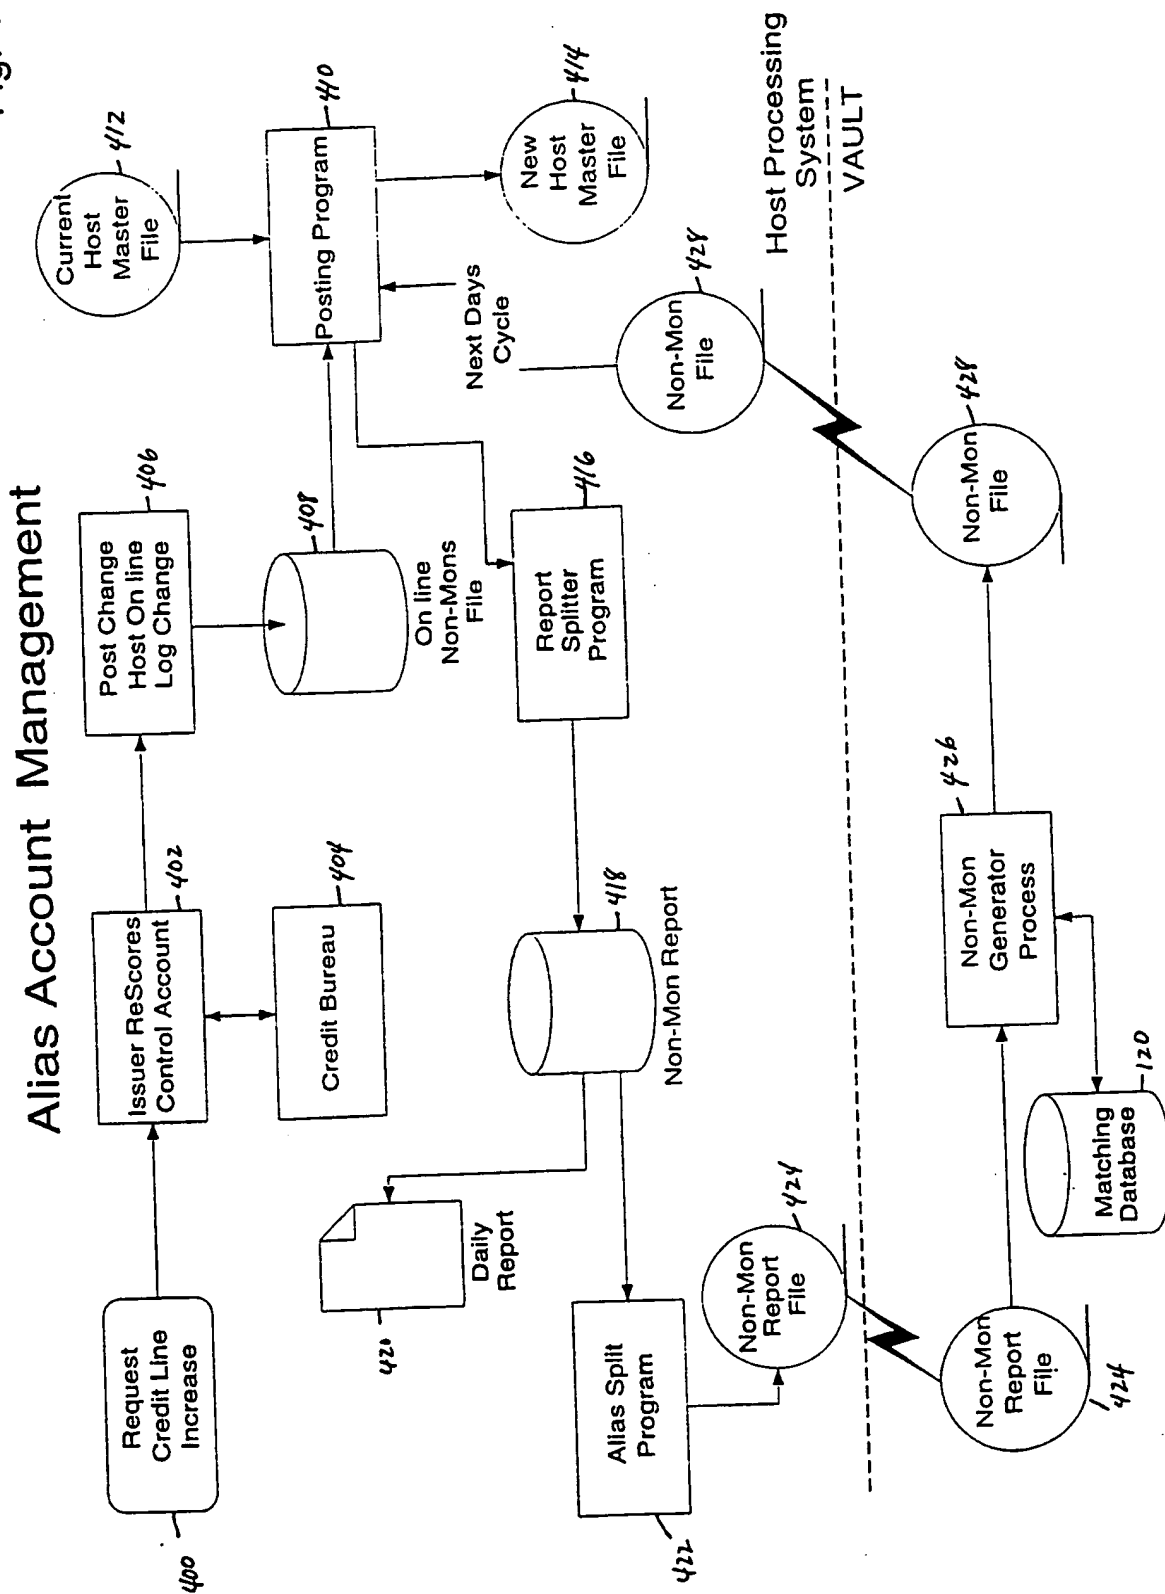 Fig.
Alias Account Management
400
Request
Credit Line
Increase
402
Issuer ReScores
Control Account
404
Credit Bureau
406
Post Change
Host On line
Log Change
408
On line
Non-Mons
File
412
Current
Host
Master
File
410
Posting Program
414
New
Host
Master
File
Next Days
Cycle
416
Report
Splitter
Program
418
Non-Mon Report
Daily
Report
422
Alias Split
Program
424
Non-Mon
Report
File
428
Non-Mon
File
Host Processing
System
VAULT
424
Non-Mon
Report
File
Matching
Database
120
426
Non-Mon
Generator
Process
428
Non-Mon
File